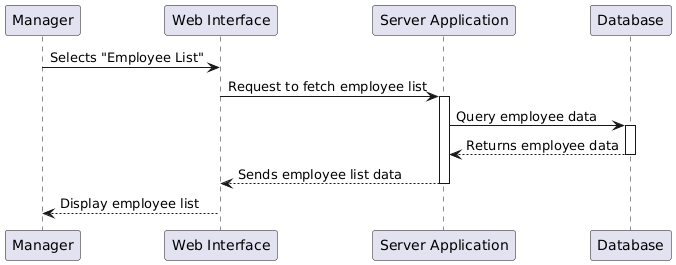 Manager Web Interface Server Application Database
Selects "Employee List"
Request to fetch employee list
Query employee data
Returns employee data
Sends employee list data
Display employee list
Manager Web Interface Server Application Database